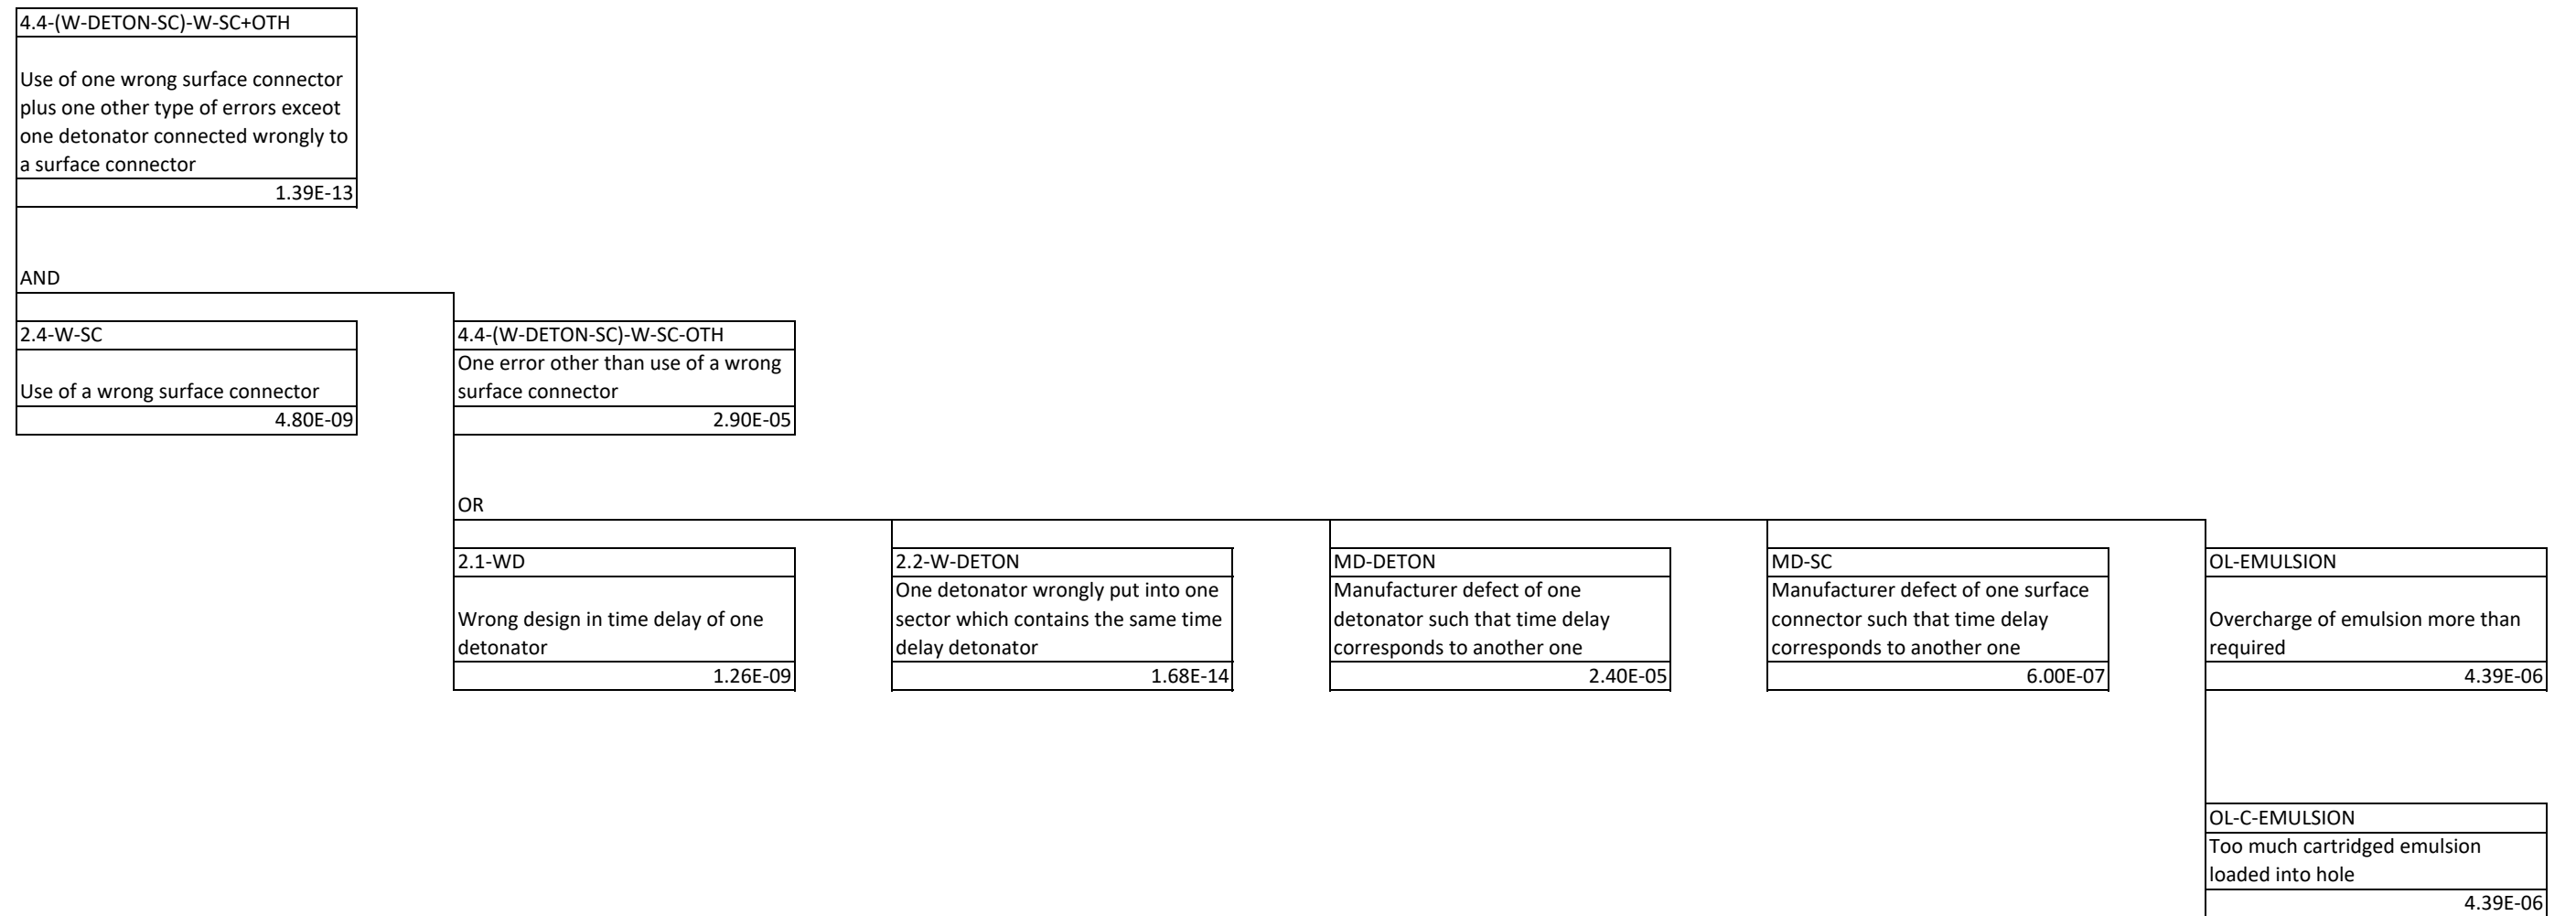 4.4-(W-DETON-SC)-W-SC+OTH
Use of one wrong surface connector
plus one other type of errors exceot
one detonator connected wrongly to
a surface connector
1.39E-13
AND
2.4-W-SC
Use of a wrong surface connector
4.80E-09
4.4-(W-DETON-SC)-W-SC-OTH
One error other than use of a wrong
surface connector
2.90E-05
OR
2.1-WD
Wrong design in time delay of one
detonator
1.26E-09
2.2-W-DETON
One detonator wrongly put into one
sector which contains the same time
delay detonator
1.68E-14
MD-DETON
Manufacturer defect of one
detonator such that time delay
corresponds to another one
2.40E-05
MD-SC
Manufacturer defect of one surface
connector such that time delay
corresponds to another one
6.00E-07
OL-EMULSION
Overcharge of emulsion more than
required
4.39E-06
OL-C-EMULSION
Too much cartridged emulsion
loaded into hole
4.39E-06